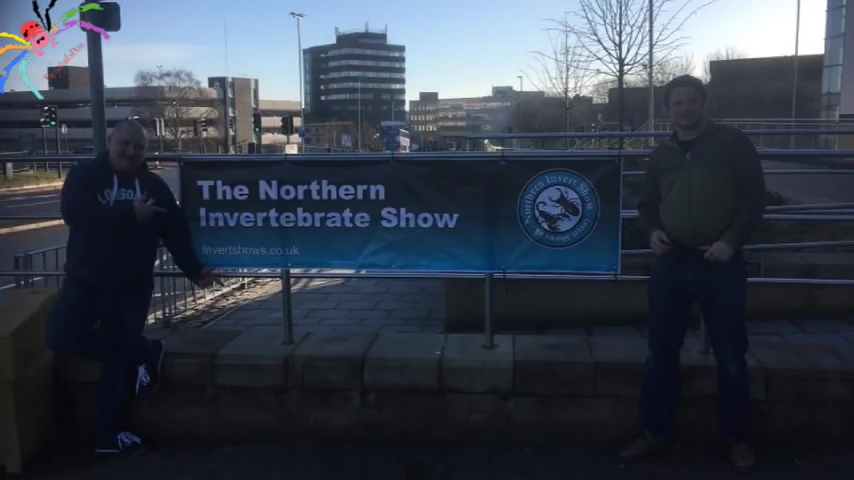 The Northern
Invertebrate Show
invertshows.co.uk
Northern Invert Show